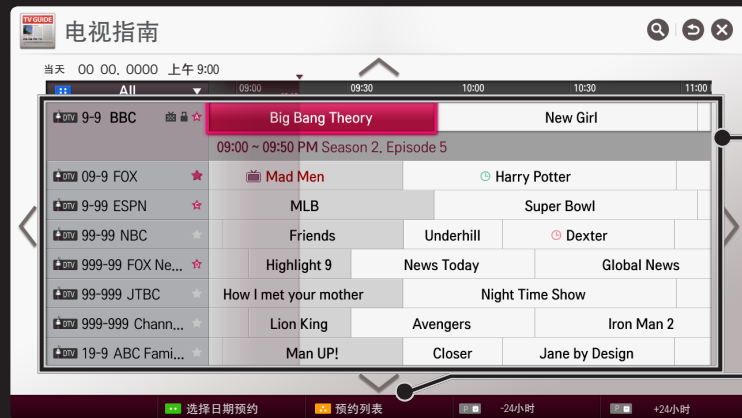 TV GUIDE
电视指南
当天 00 00, 0000 上午 9:00
All 09:00 09:30 10:00 10:30 11:00
DTV 9-9 BBC Big Bang Theory New Girl
09:00 ~ 09:50 PM Season 2, Episode 5
DTV 09-9 FOX Mad Men Harry Potter
DTV 9-99 ESPN MLB Super Bowl
DTV 99-99 NBC Friends Underhill Dexter
DTV 999-99 FOX Ne... Highlight 9 News Today Global News
DTV 99-999 JTBC How I met your mother Night Time Show
DTV 999-999 Chann... Lion King Avengers Iron Man 2
DTV 19-9 ABC Fami... Man UP! Closer Jane by Design
选择日期预约 预约列表 P -24小时 P +24小时